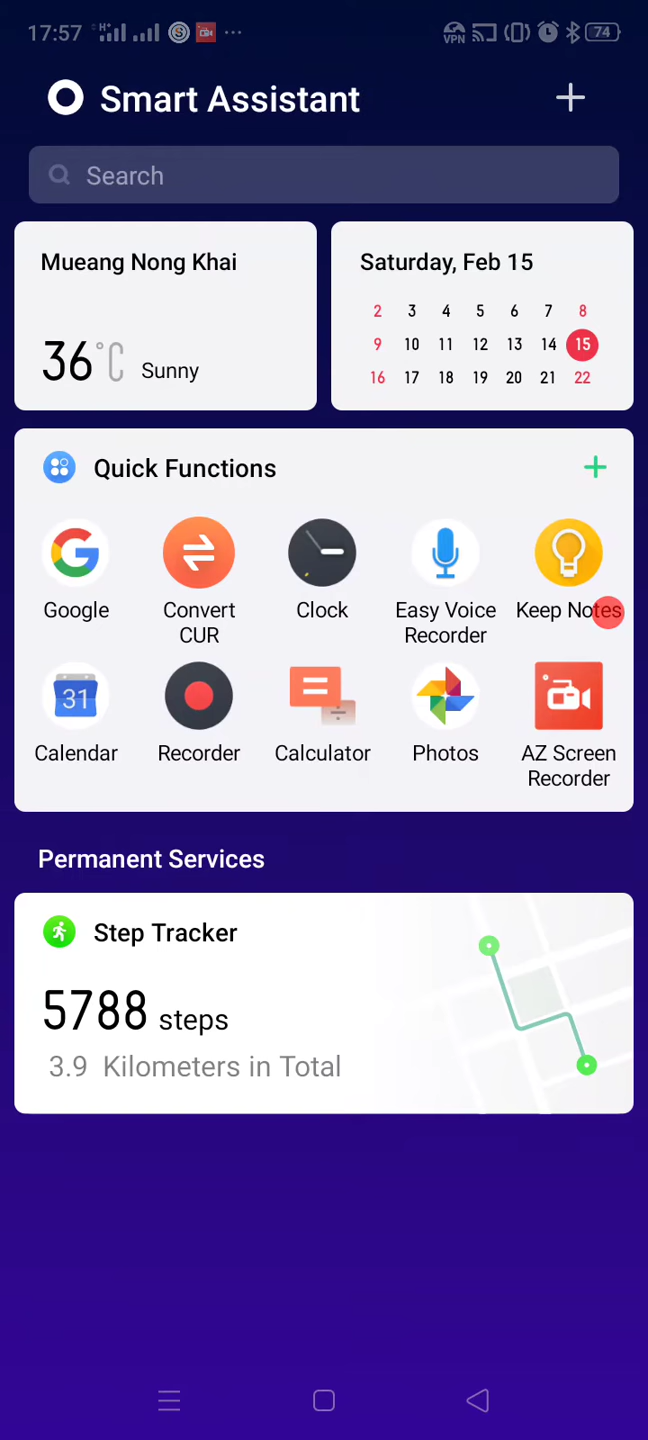 17:57 H+ S ... VPN 74
Smart Assistant
Search
Mueang Nong Khai
36°C Sunny
Saturday, Feb 15
2 3 4 5 6 7 8
9 10 11 12 13 14 15
16 17 18 19 20 21 22
Quick Functions
Google
Convert
CUR
Clock
Easy Voice
Recorder
Keep Notes
31
Calendar
Recorder
Calculator
Photos
AZ Screen
Recorder
Permanent Services
Step Tracker
5788 steps
3.9 Kilometers in Total